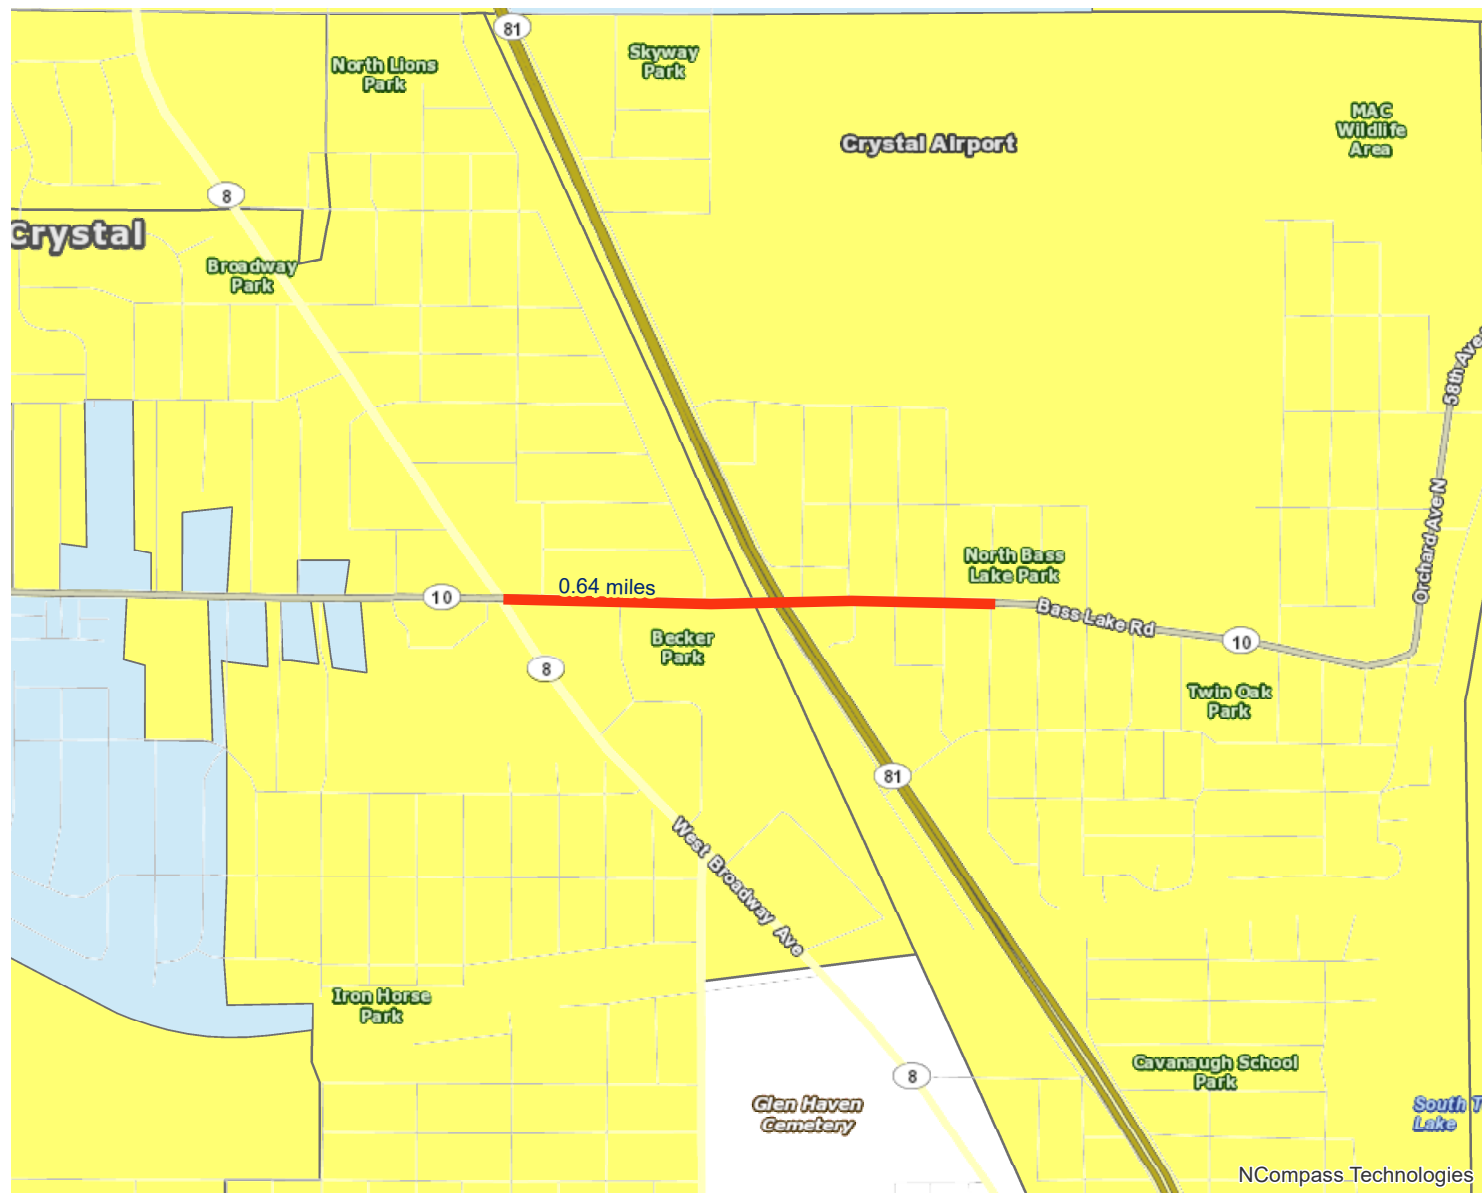 81
North Lions
Park
Skyway
Park
MAC
Wildlife
Area
Crystal Airport
8
Crystal
Broadway
Park
58th Ave
Orchard Ave N
North Bass
Lake Park
0.64 miles
10
Bass Lake Rd
10
Becker
Park
8
Twin Oak
Park
81
West Broadway Ave
Iron Horse
Park
8
Cavanaugh School
Park
Glen Haven
Cemetery
South T
Lake
NCompass Technologies